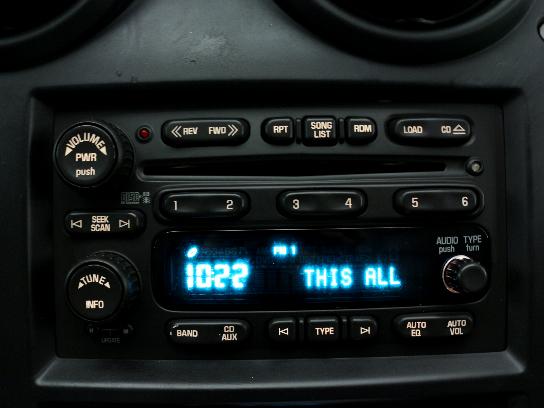 VOLUME
PWR
push
REV FWD
RPT
SONG
LIST
RDM
LOAD CD
1 2
3 4
5 6
SEEK
SCAN
1022 THIS ALL
AUDIO TYPE
push turn
TUNE
INFO
UPDATE
BAND
CD
AUX
TYPE
AUTO
EQ
AUTO
VOL